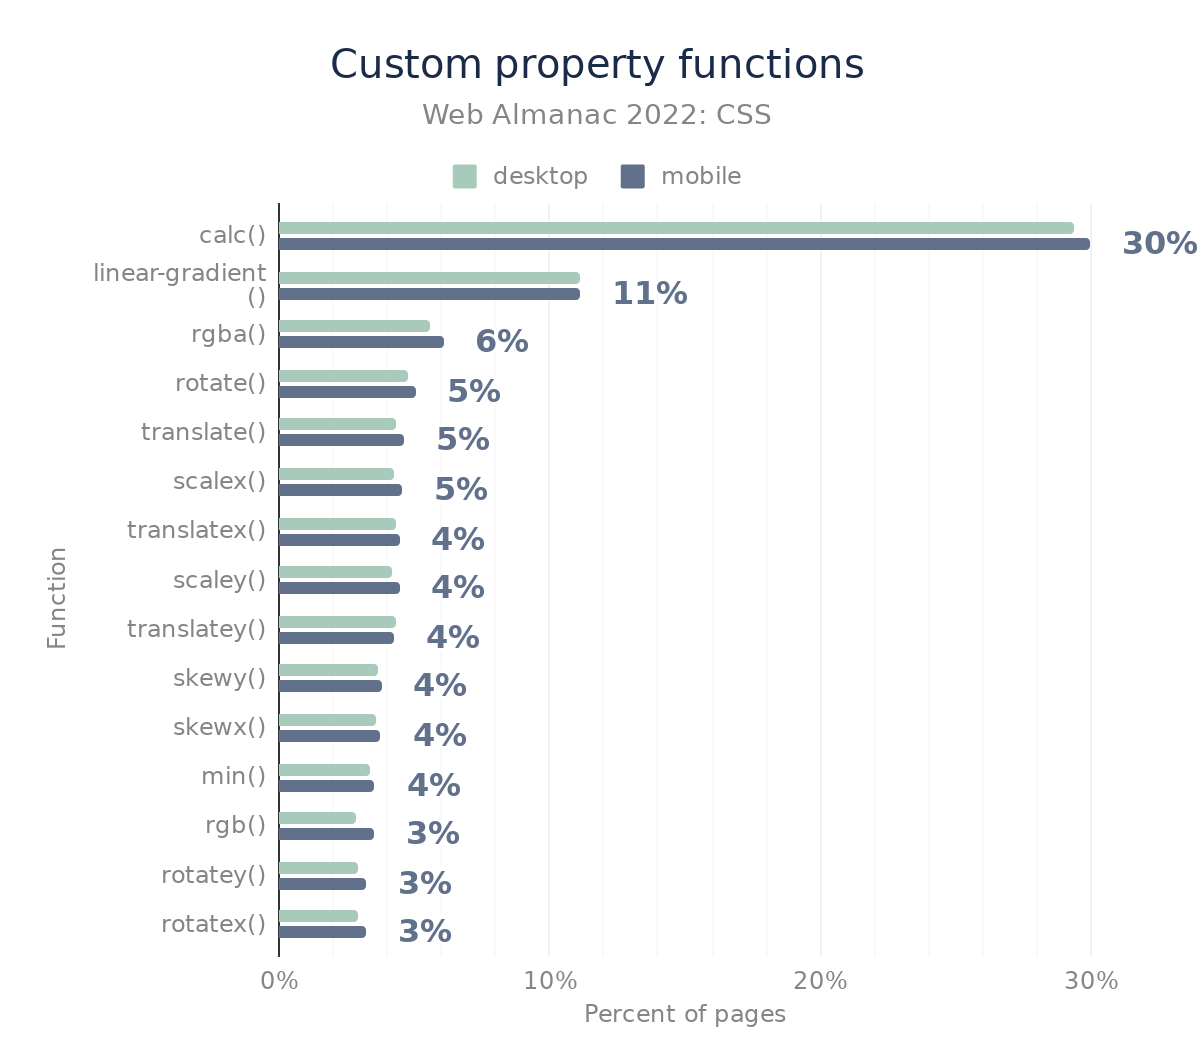 Custom property functions
Web Almanac 2022: CSS
desktop mobile
calc() 30%
linear-gradient
() 11%
rgba() 6%
rotate() 5%
translate() 5%
scalex() 5%
translatex() 4%
scaley() 4%
translatey() 4%
skewy() 4%
skewx() 4%
min() 4%
rgb() 3%
rotatey() 3%
rotatex() 3%
Function
0% 10% 20% 30%
Percent of pages